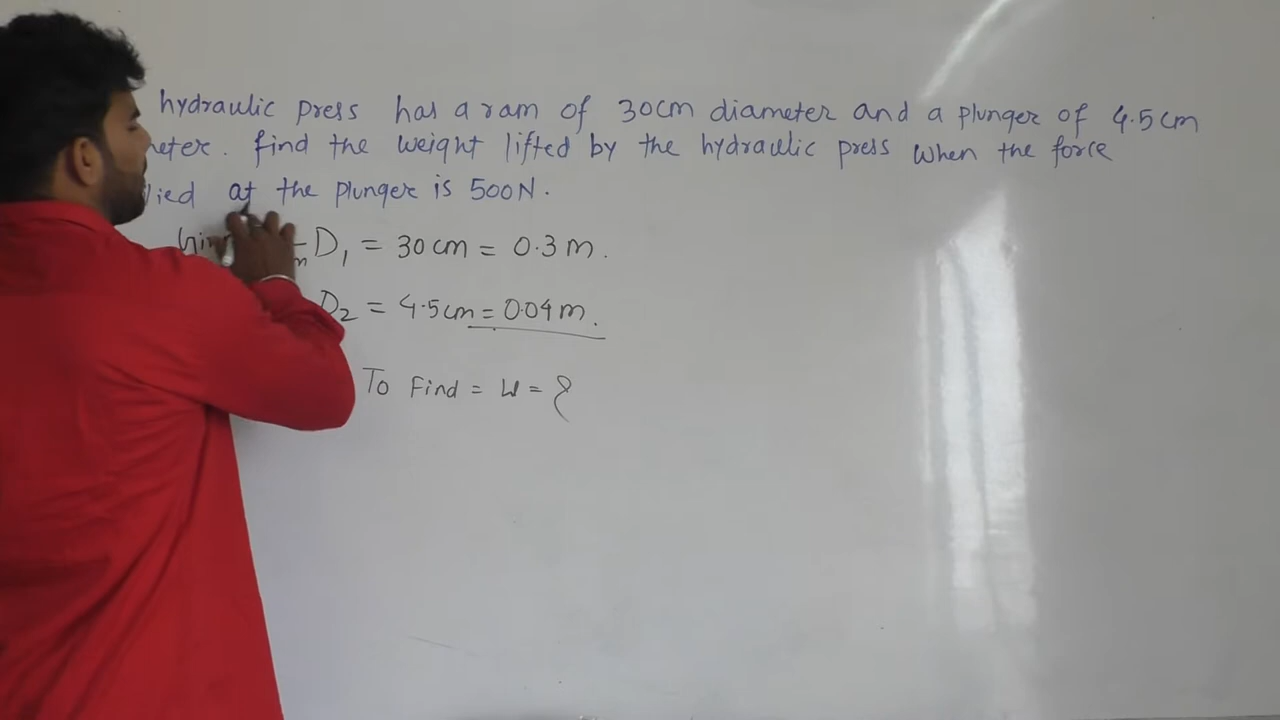 hydraulic press has a ram of 30cm diameter and a plunger of 4.5cm
eter. find the weight lifted by the hydraulic press when the force
lied at the plunger is 500N.
D1 = 30cm = 0.3m.
D2 = 4.5cm = 0.04m.
To Find = W = ?